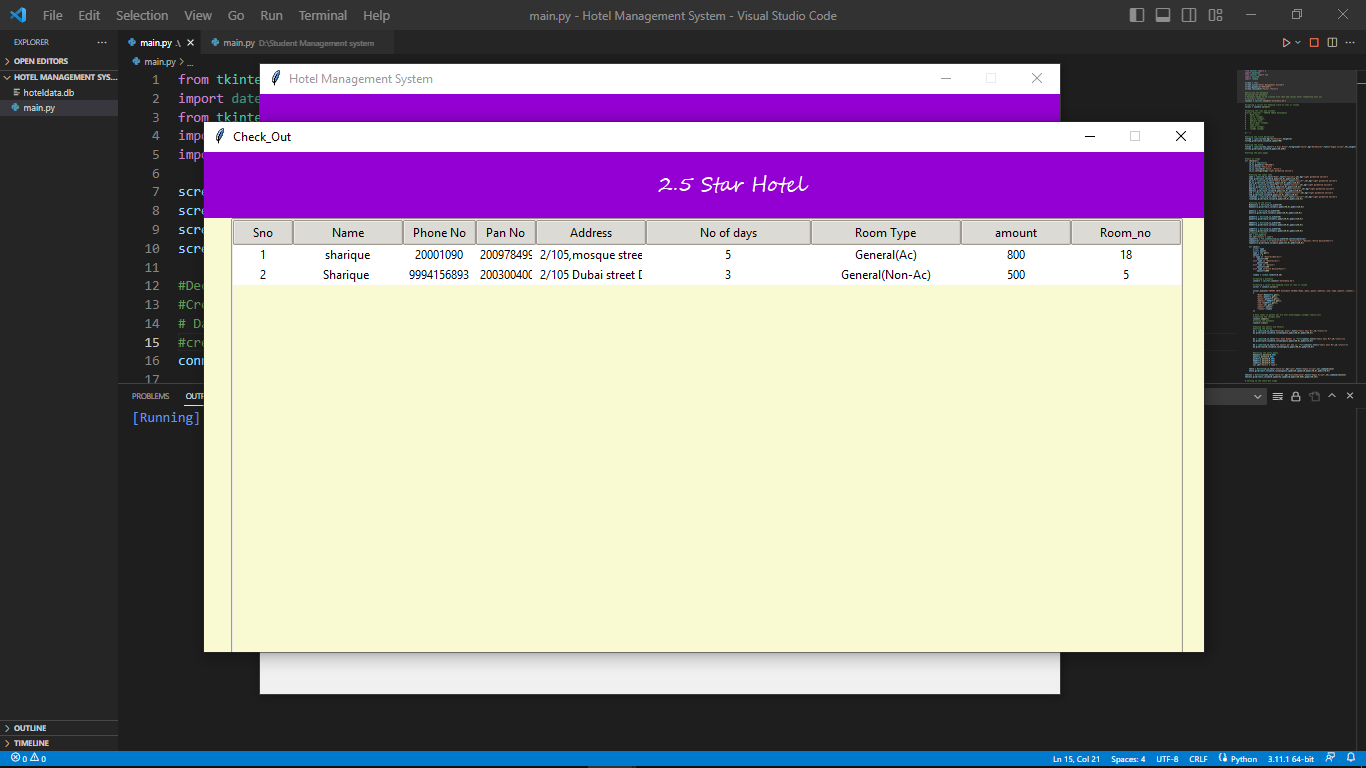 File Edit Selection View Go Run Terminal Help main.py - Hotel Management System - Visual Studio Code
EXPLORER ... main.py .\ main.py D:\Student Management system
OPEN EDITORS main.py > ...
HOTEL MANAGEMENT SYS...
hoteldata.db
main.py
1 from tkinte
2 import date
3 from tkinte
4 impo
5 impo
6
7 scre
8 scre
9 scre
10 scre
11
12 #Dec
13 #Cre
14 # Da
15 #cre
16 conn
17
Hotel Management System
Check_Out
2.5 Star Hotel
Sno Name Phone No Pan No Address No of days Room Type amount Room_no
1 sharique 20001090 200978499 2/105,mosque stree 5 General(Ac) 800 18
2 Sharique 9994156893 200300400 2/105 Dubai street D 3 General(Non-Ac) 500 5
PROBLEMS OUTP
[Running]
OUTLINE
TIMELINE
0 0 Ln 15, Col 21 Spaces: 4 UTF-8 CRLF Python 3.11.1 64-bit